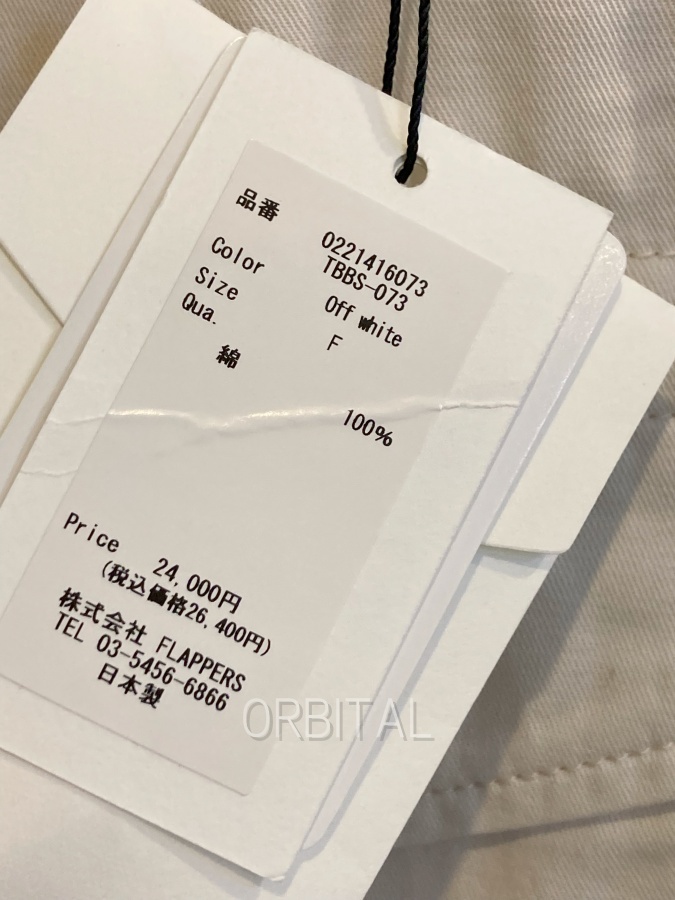 品番 0221416073
TBBS-073
Color Off white
Size F
Qua.
綿 100%
Price 24,000円
(税込価格26,400円)
株式会社 FLAPPERS
TEL 03-5456-6866
日本製
ORBITAL